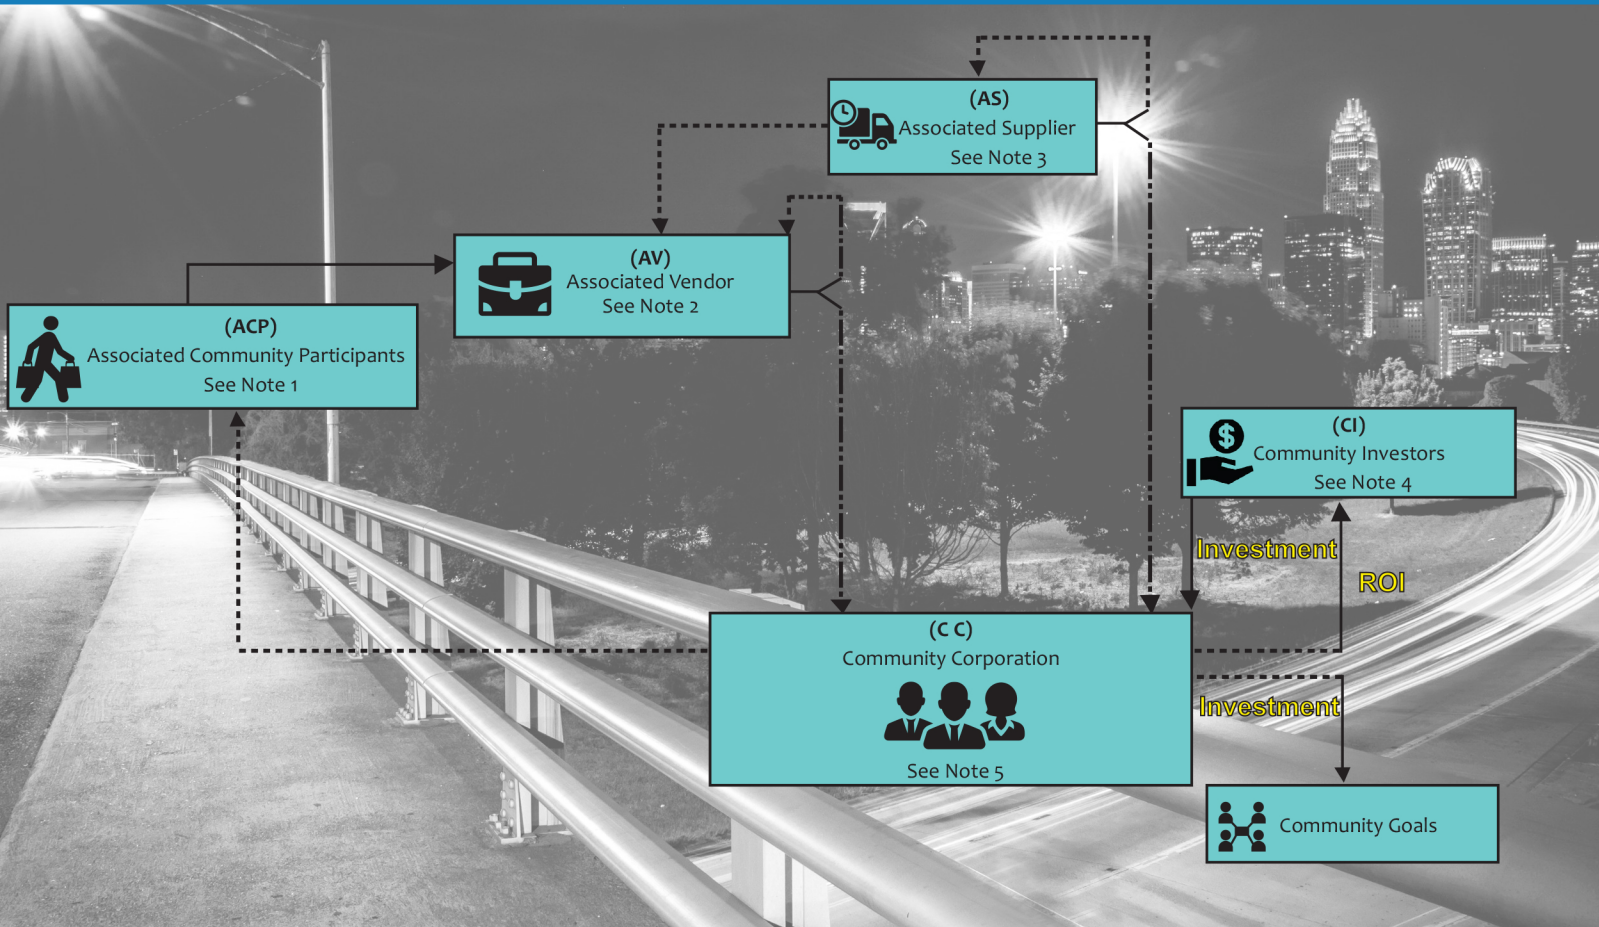 (AS)
Associated Supplier
See Note 3
(AV)
Associated Vendor
See Note 2
(ACP)
Associated Community Participants
See Note 1
(CI)
Community Investors
See Note 4
Investment
ROI
(C C)
Community Corporation
See Note 5
Investment
Community Goals